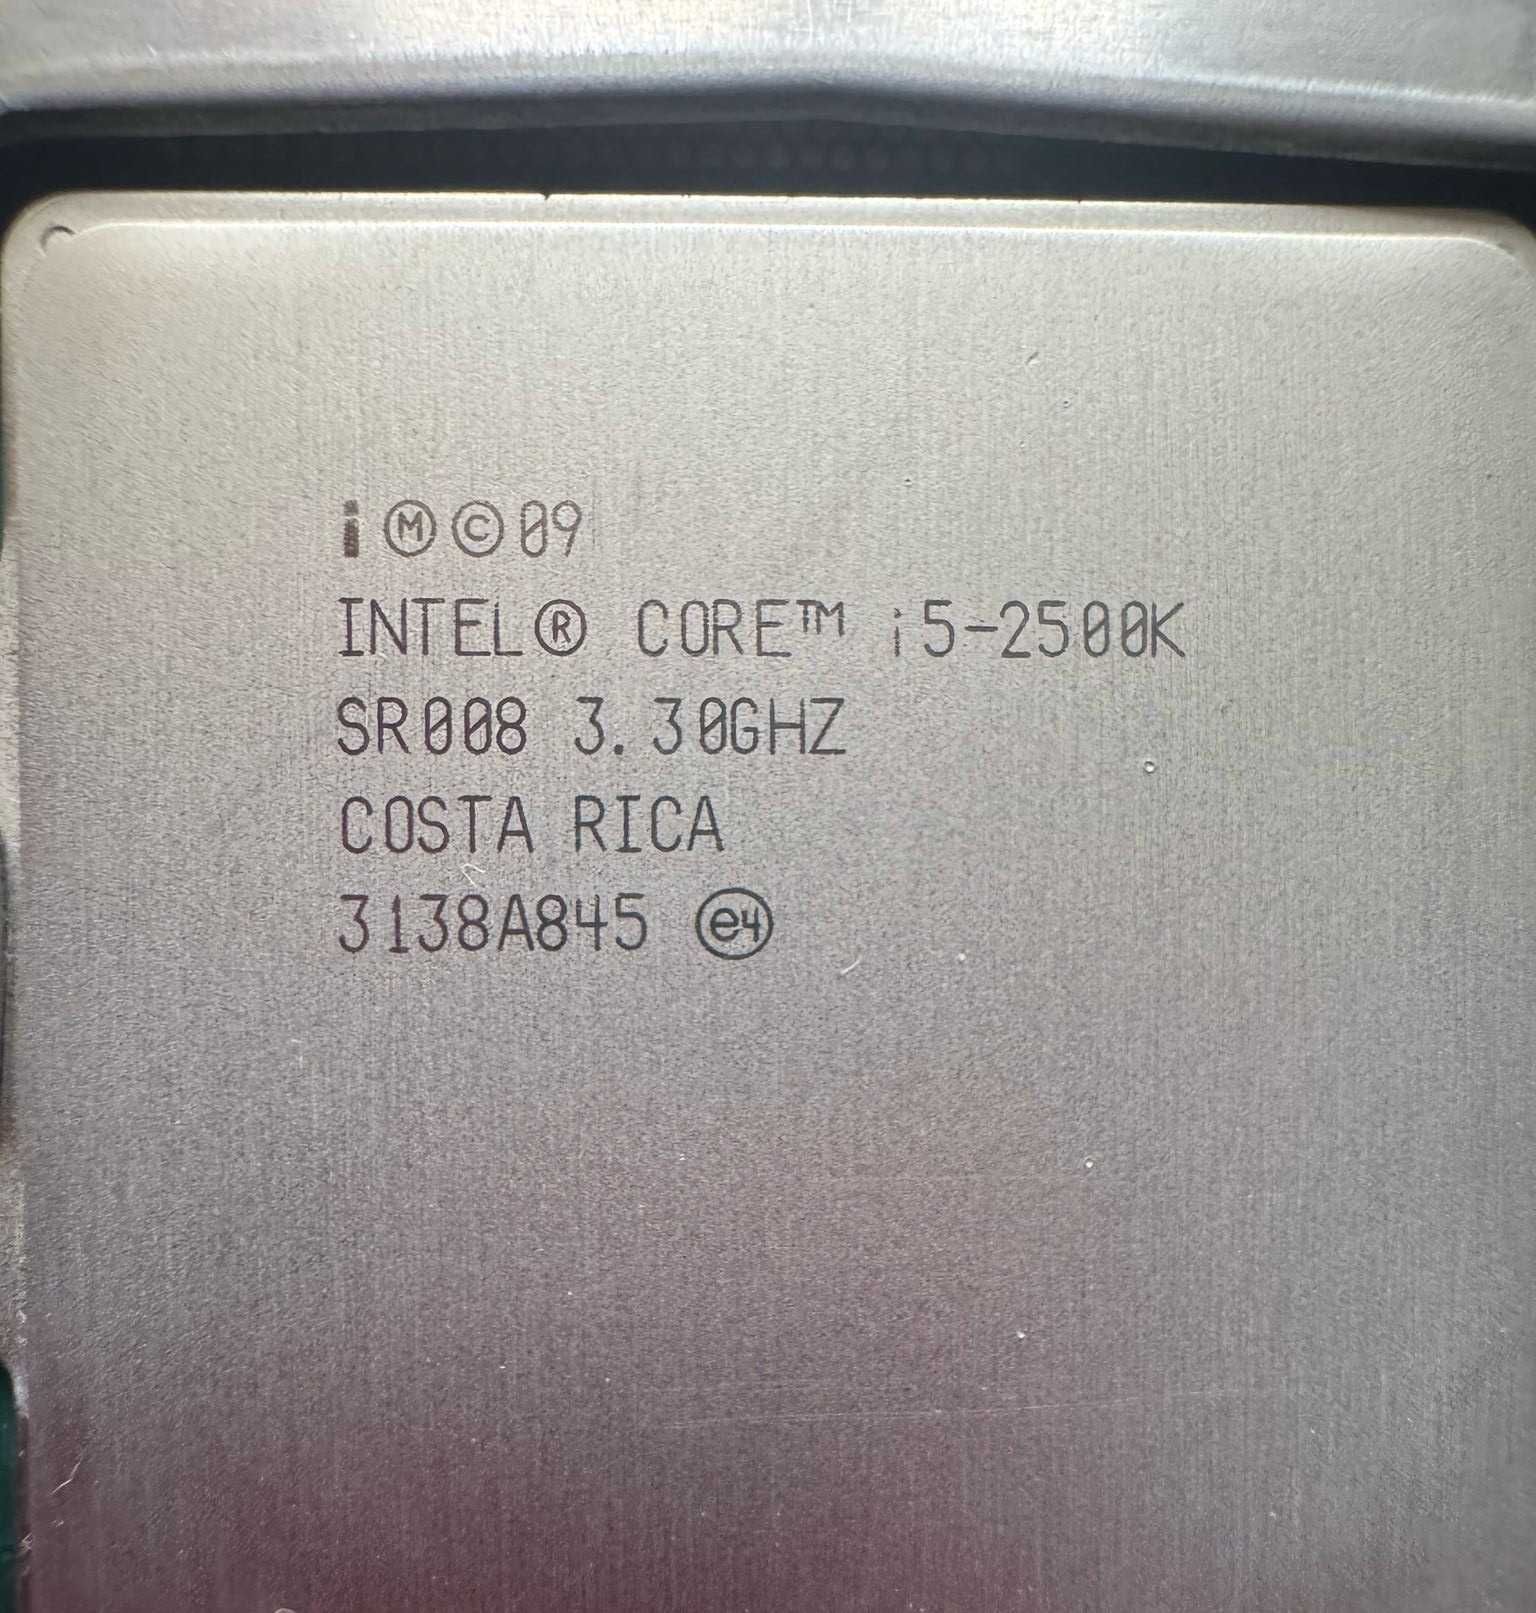 i Ⓜ©09
INTEL® CORE™ i5-2500K
SR008 3.30GHZ
COSTA RICA
3138A845 (e4)